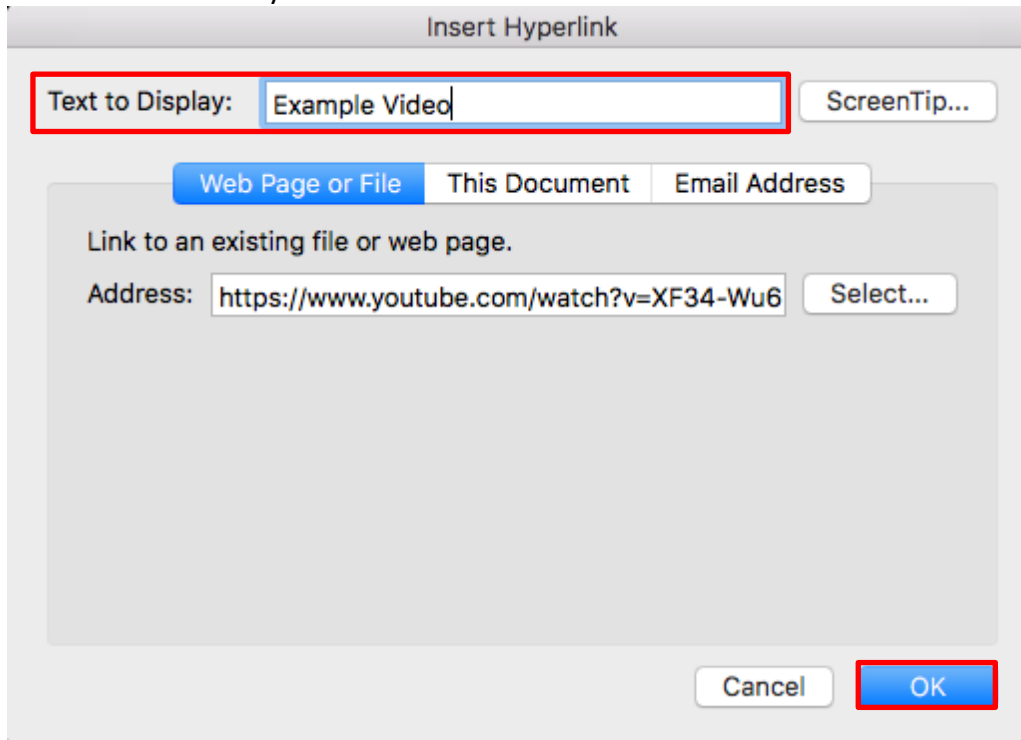 Insert Hyperlink
Text to Display: Example Video ScreenTip...
Web Page or File This Document Email Address
Link to an existing file or web page.
Address: https://www.youtube.com/watch?v=XF34-Wu6 Select...
Cancel OK